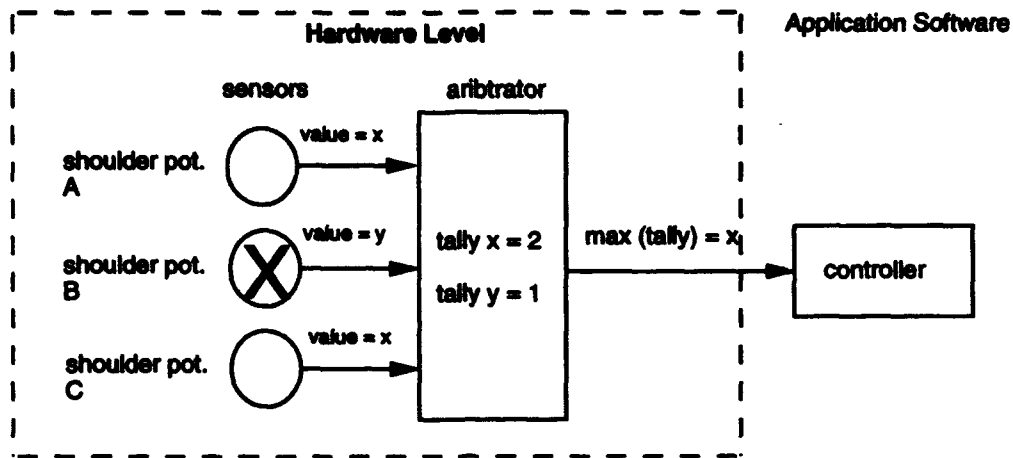 Hardware Level
Application Software
sensors
aribtrator
value = x
shoulder pot.
A
value = y
shoulder pot.
B
X
value = x
shoulder pot.
C
tally x = 2
tally y = 1
max (tally) = x
controller